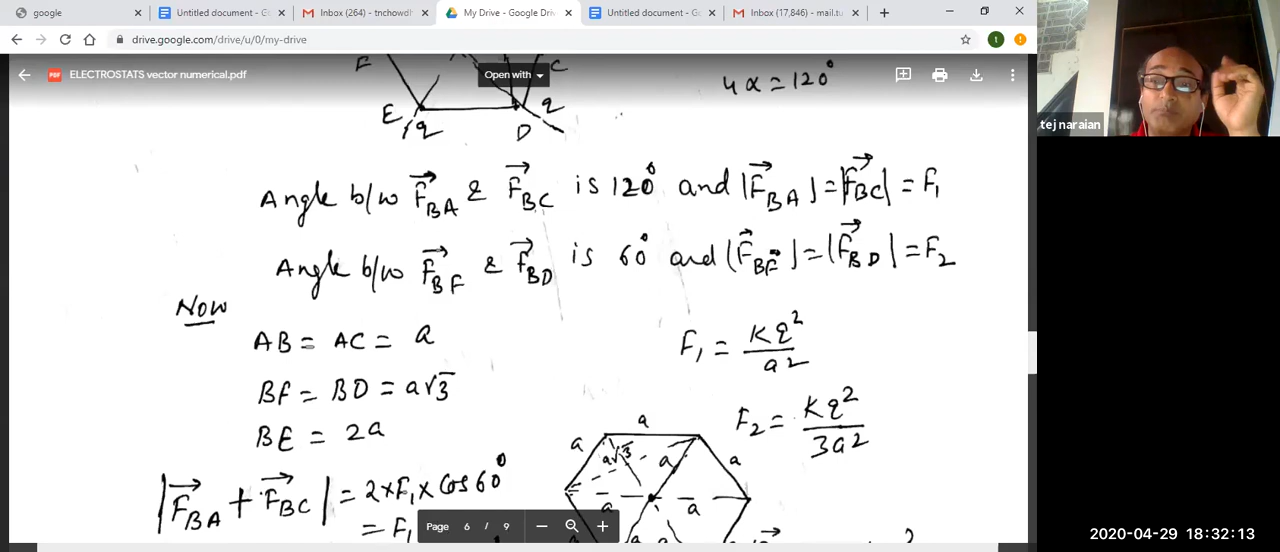 google
Untitled document - G
Inbox (264) - tnchowdh
My Drive - Google Driv
Untitled document - Go
Inbox (17,846) - mail.tu
drive.google.com/drive/u/0/my-drive
t
PDF ELECTROSTATS vector numerical.pdf
Open with
F
C
4α = 120°
E
q
q
D
tej naraian
Angle b/w F⃗BA & F⃗BC is 120° and |F⃗BA| = |F⃗BC| = F₁
Angle b/w F⃗BF & F⃗BD is 60° and |F⃗BF| = |F⃗BD| = F₂
Now
AB = AC = a
F₁ = Kq²/a²
BF = BD = a√3
F₂ = Kq²/3a²
BE = 2a
a
a
a√3
a
a
a
a
|F⃗BA + F⃗BC| = 2×F₁×Cos60°
= F₁
Page 6 / 9
2020-04-29 18:32:13